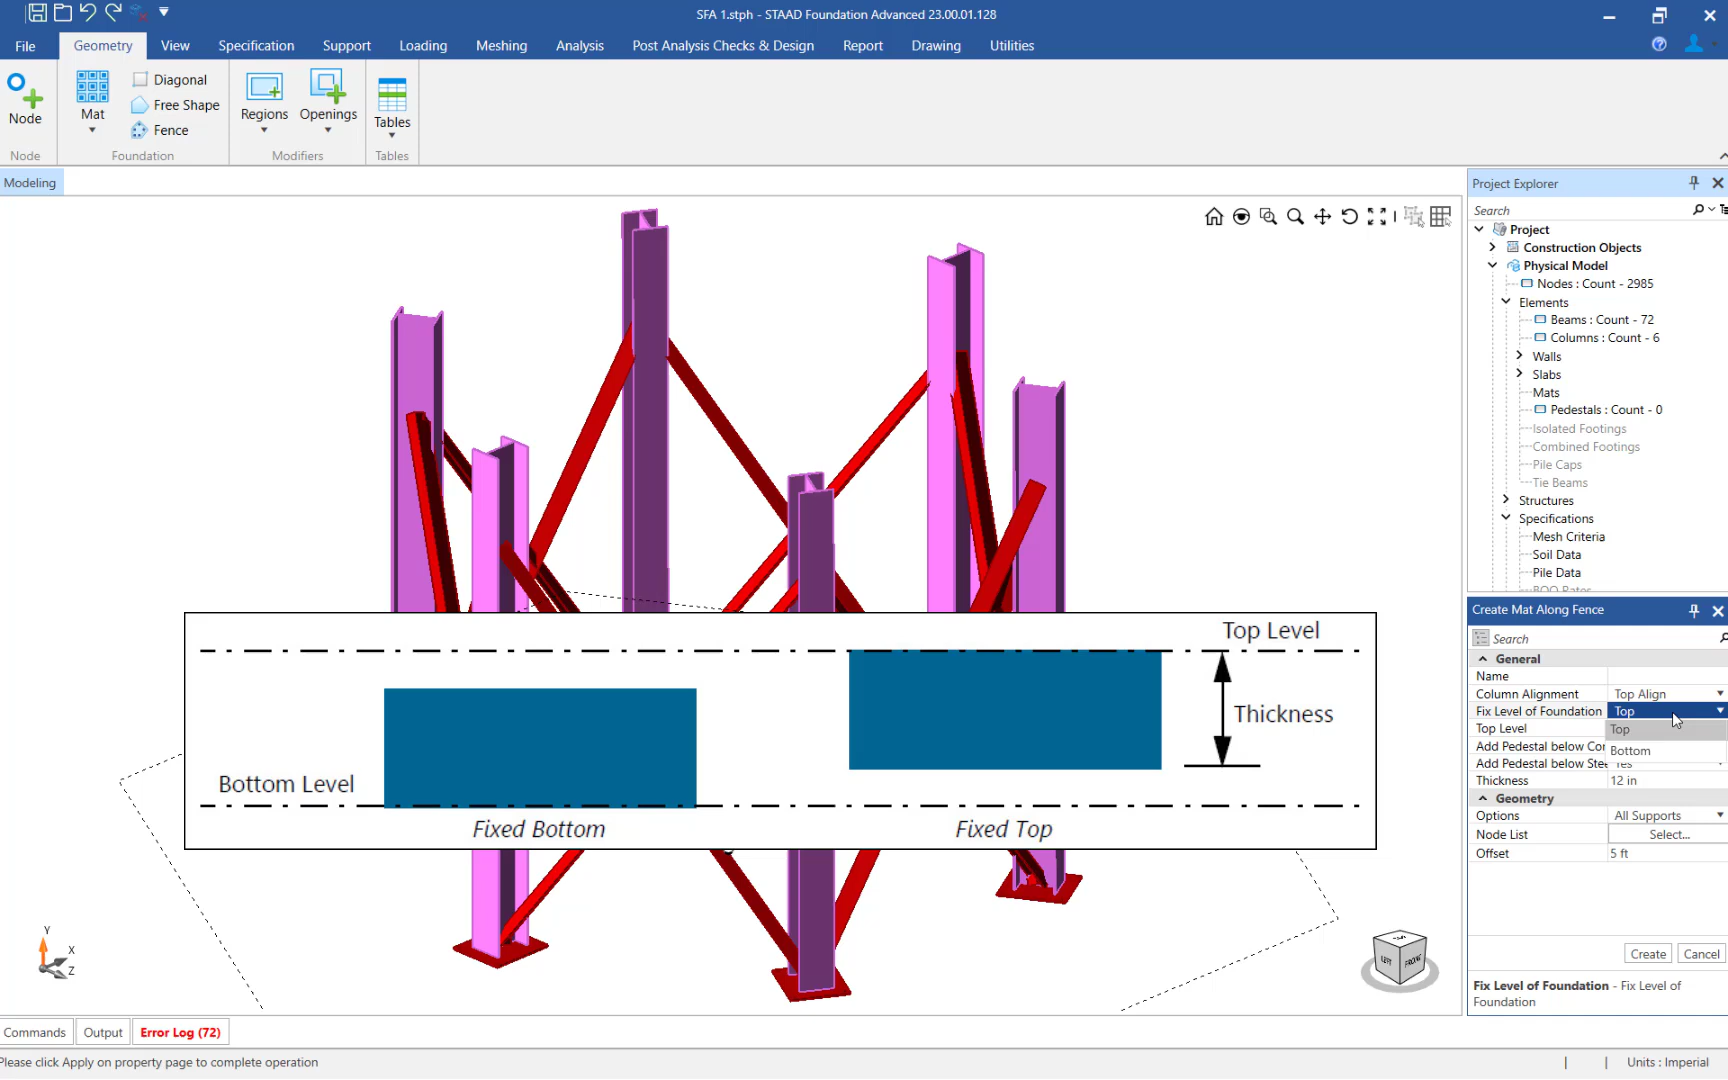 SFA 1.stph - STAAD Foundation Advanced 23.00.01.128
File
Geometry
View
Specification
Support
Loading
Meshing
Analysis
Post Analysis Checks & Design
Report
Drawing
Utilities
Node
Mat
Diagonal
Free Shape
Fence
Regions
Openings
Tables
Node
Foundation
Modifiers
Tables
Modeling
Top Level
Thickness
Bottom Level
Fixed Bottom
Fixed Top
Y
X
Z
LEFT
FRONT
Project Explorer
Search
Project
Construction Objects
Physical Model
Nodes : Count - 2985
Elements
Beams : Count - 72
Columns : Count - 6
Walls
Slabs
Mats
Pedestals : Count - 0
Isolated Footings
Combined Footings
Pile Caps
Tie Beams
Structures
Specifications
Mesh Criteria
Soil Data
Pile Data
Create Mat Along Fence
Search
General
Name
Column Alignment Top Align
Fix Level of Foundation Top
Top Level Top
Add Pedestal below Cor Bottom
Add Pedestal below Stee Yes
Thickness 12 in
Geometry
Options All Supports
Node List Select...
Offset 5 ft
Create Cancel
Fix Level of Foundation - Fix Level of
Foundation
Commands
Output
Error Log (72)
Please click Apply on property page to complete operation
Units : Imperial